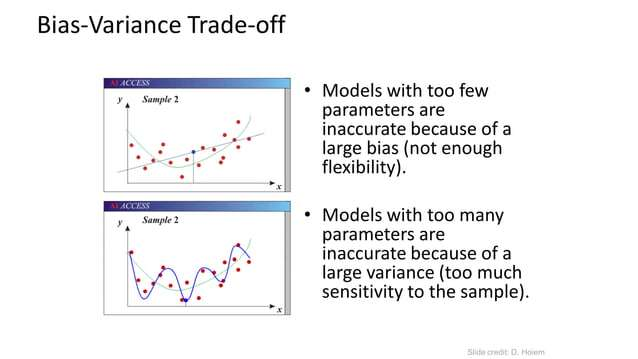 Bias-Variance Trade-off
ACCESS
y
Sample 2
x
ACCESS
y
Sample 2
x
• Models with too few
parameters are
inaccurate because of a
large bias (not enough
flexibility).
• Models with too many
parameters are
inaccurate because of a
large variance (too much
sensitivity to the sample).
Slide credit: D. Hoiem